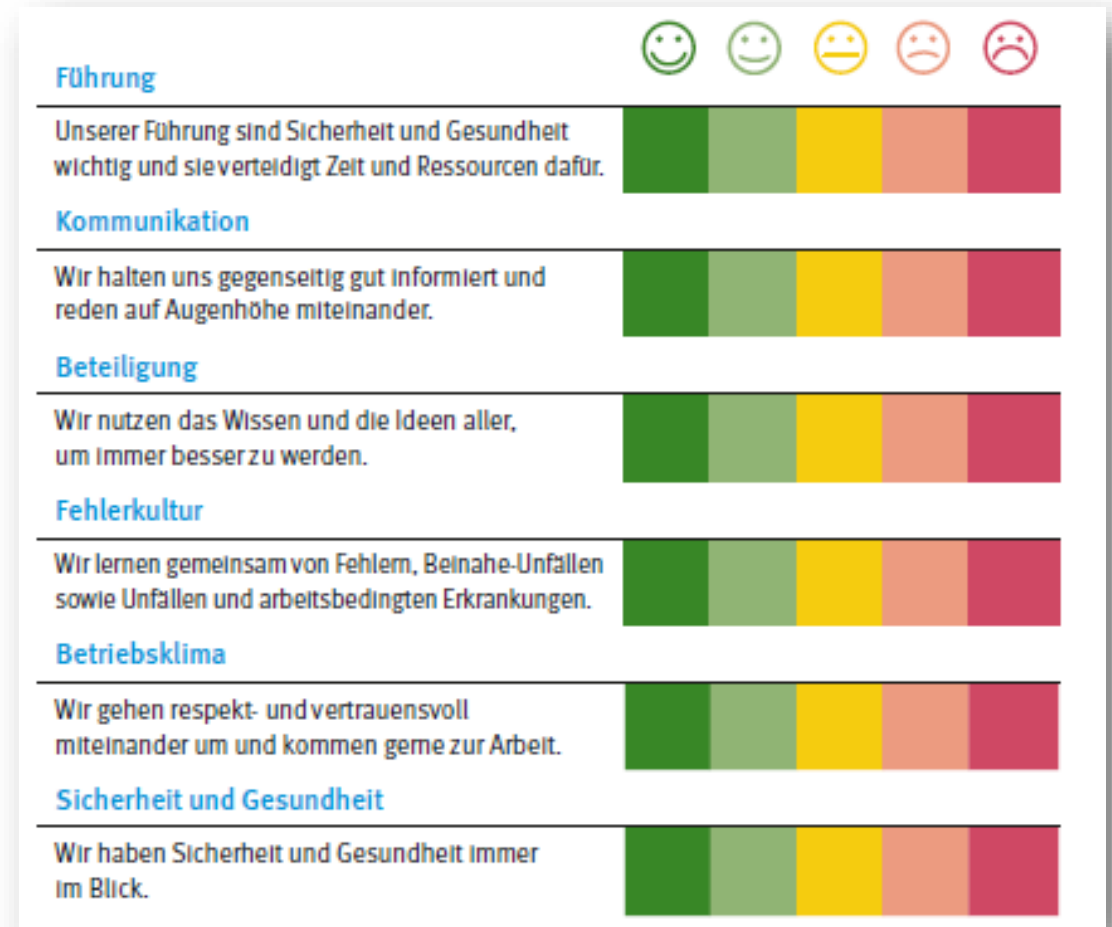 Führung
Unserer Führung sind Sicherheit und Gesundheit
wichtig und sie verteidigt Zeit und Ressourcen dafür.
Kommunikation
Wir halten uns gegenseitig gut informiert und
reden auf Augenhöhe miteinander.
Beteiligung
Wir nutzen das Wissen und die Ideen aller,
um immer besser zu werden.
Fehlerkultur
Wir lernen gemeinsam von Fehlern, Beinahe-Unfällen
sowie Unfällen und arbeitsbedingten Erkrankungen.
Betriebsklima
Wir gehen respekt- und vertrauensvoll
miteinander um und kommen gerne zur Arbeit.
Sicherheit und Gesundheit
Wir haben Sicherheit und Gesundheit immer
im Blick.